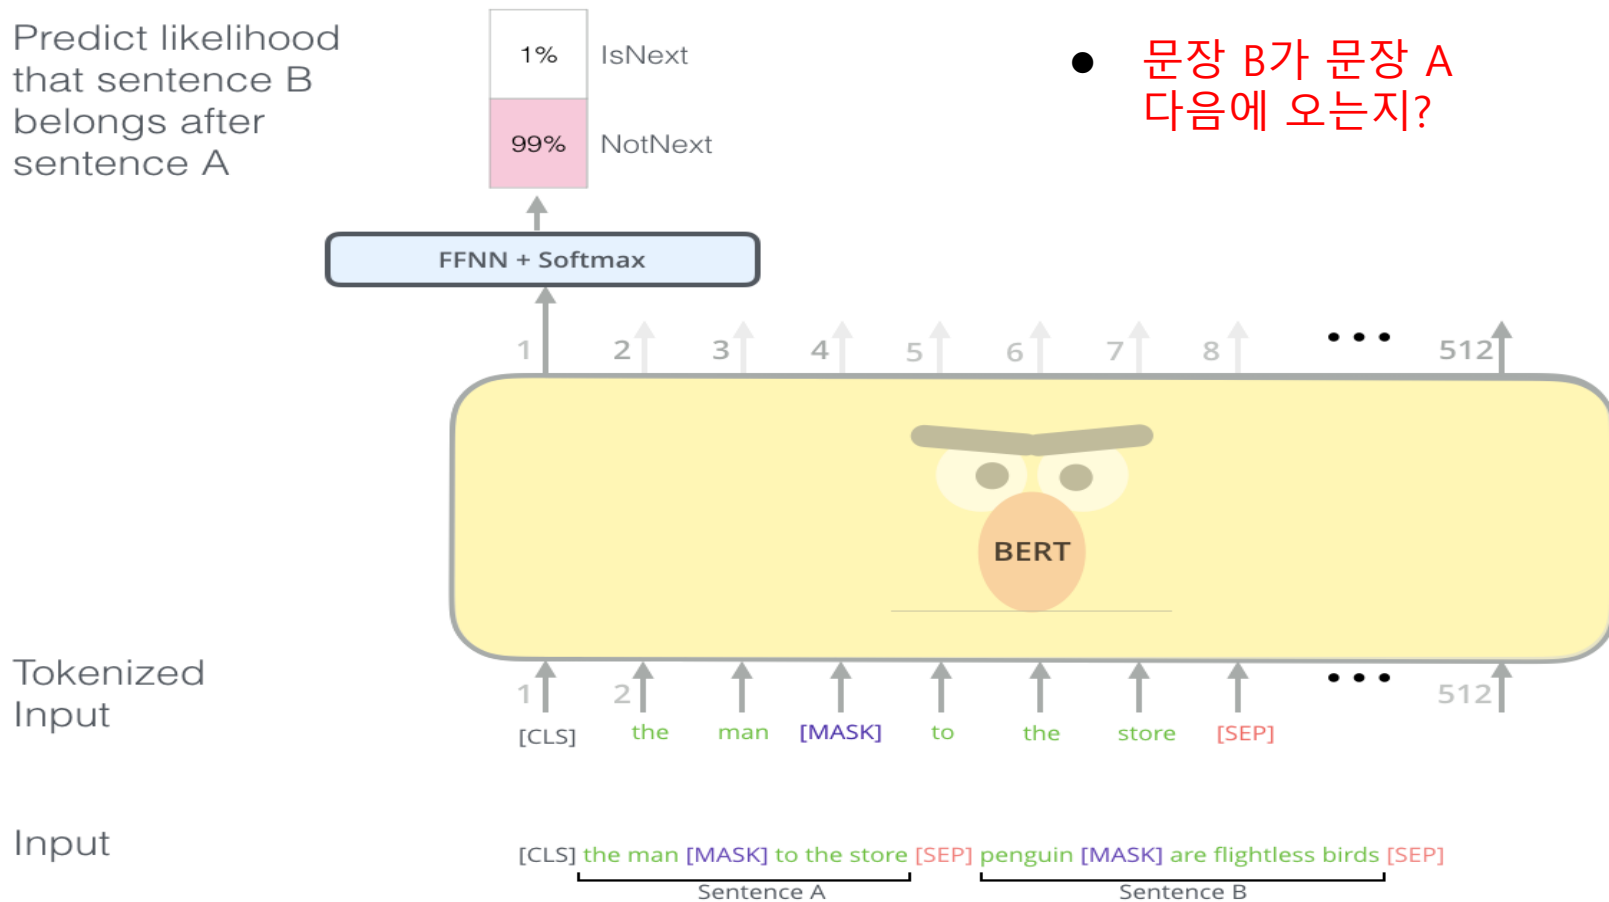 Predict likelihood
that sentence B
belongs after
sentence A
1% IsNext
99% NotNext
● 문장 B가 문장 A
다음에 오는지?
FFNN + Softmax
1 2 3 4 5 6 7 8 ••• 512
BERT
Tokenized
Input
1 2 ••• 512
[CLS] the man [MASK] to the store [SEP]
Input
[CLS] the man [MASK] to the store [SEP] penguin [MASK] are flightless birds [SEP]
Sentence A Sentence B